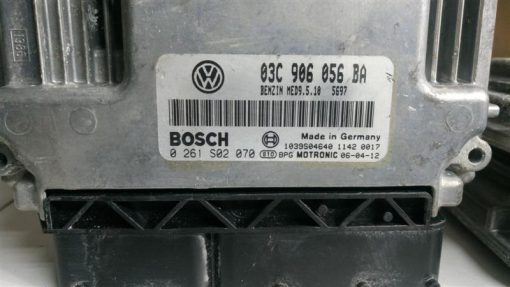 03C 906 056 BA
BENZIN MED9.5.10 5697
BOSCH
Made in Germany
1039S04640 1142 0017
0 261 S02 070 010 BPG MOTRONIC 06-04-12